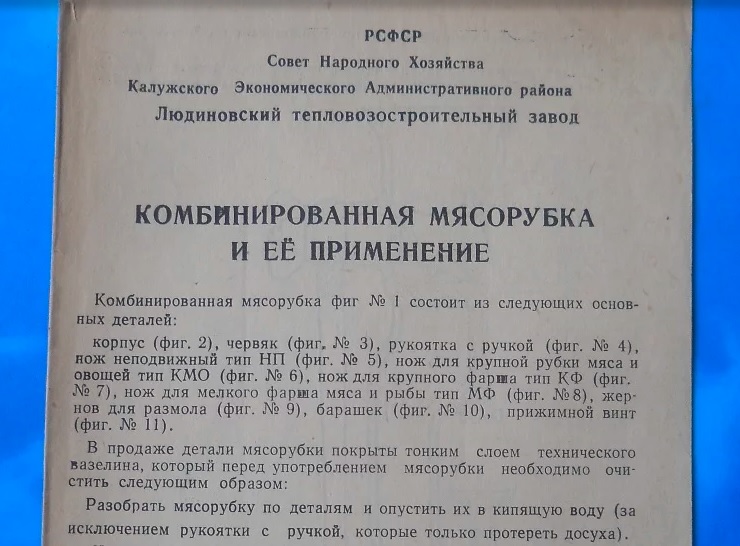 РСФСР
Совет Народного Хозяйства
Калужского Экономического Административного района
Людиновский тепловозостроительный завод
КОМБИНИРОВАННАЯ МЯСОРУБКА
И ЕЁ ПРИМЕНЕНИЕ
Комбинированная мясорубка фиг № 1 состоит из следующих основ-
ных деталей:
корпус (фиг. 2), червяк (фиг. № 3), рукоятка с ручкой (фиг. № 4),
нож неподвижный тип НП (фиг. № 5), нож для крупной рубки мяса и
овощей тип КМО (фиг. № 6), нож для крупного фарша тип КФ (фиг.
№ 7), нож для мелкого фарша мяса и рыбы тип МФ (фиг. №8), жер-
нов для размола (фиг. № 9), барашек (фиг. № 10), прижимной винт
(фиг. № 11).
В продаже детали мясорубки покрыты тонким слоем технического
вазелина, который перед употреблением мясорубки необходимо очи-
стить следующим образом:
Разобрать мясорубку по деталям и опустить их в кипящую воду (за
исключением рукоятки с ручкой, которые только протереть досуха).